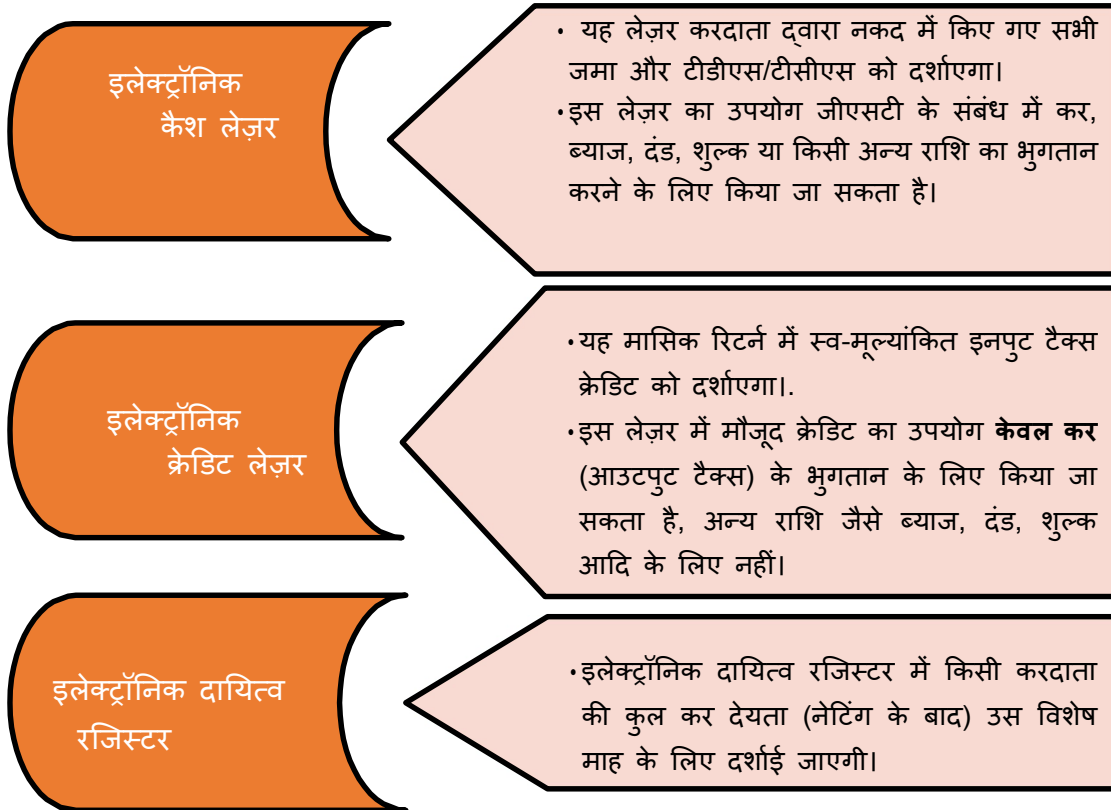 इलेक्ट्रॉनिक
कैश लेज़र
• यह लेज़र करदाता द्वारा नकद में किए गए सभी
जमा और टीडीएस/टीसीएस को दर्शाएगा।
• इस लेज़र का उपयोग जीएसटी के संबंध में कर,
ब्याज, दंड, शुल्क या किसी अन्य राशि का भुगतान
करने के लिए किया जा सकता है।
इलेक्ट्रॉनिक
क्रेडिट लेज़र
• यह मासिक रिटर्न में स्व-मूल्यांकित इनपुट टैक्स
क्रेडिट को दर्शाएगा।.
• इस लेज़र में मौजूद क्रेडिट का उपयोग केवल कर
(आउटपुट टैक्स) के भुगतान के लिए किया जा
सकता है, अन्य राशि जैसे ब्याज, दंड, शुल्क
आदि के लिए नहीं।
इलेक्ट्रॉनिक दायित्व
रजिस्टर
• इलेक्ट्रॉनिक दायित्व रजिस्टर में किसी करदाता
की कुल कर देयता (नेटिंग के बाद) उस विशेष
माह के लिए दर्शाई जाएगी।